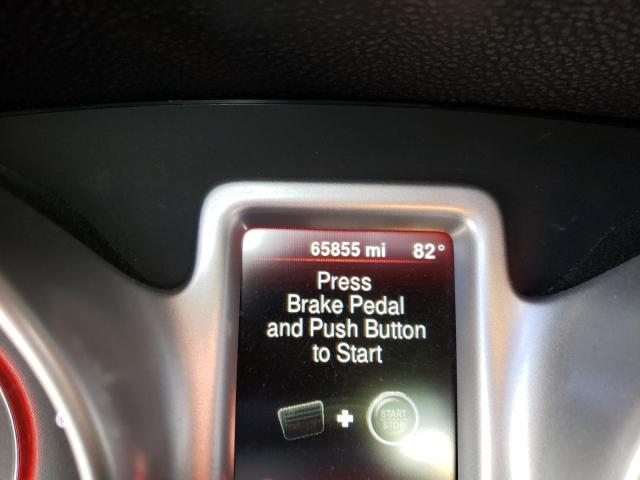 65855 mi 82°
Press
Brake Pedal
and Push Button
to Start
START
STOP